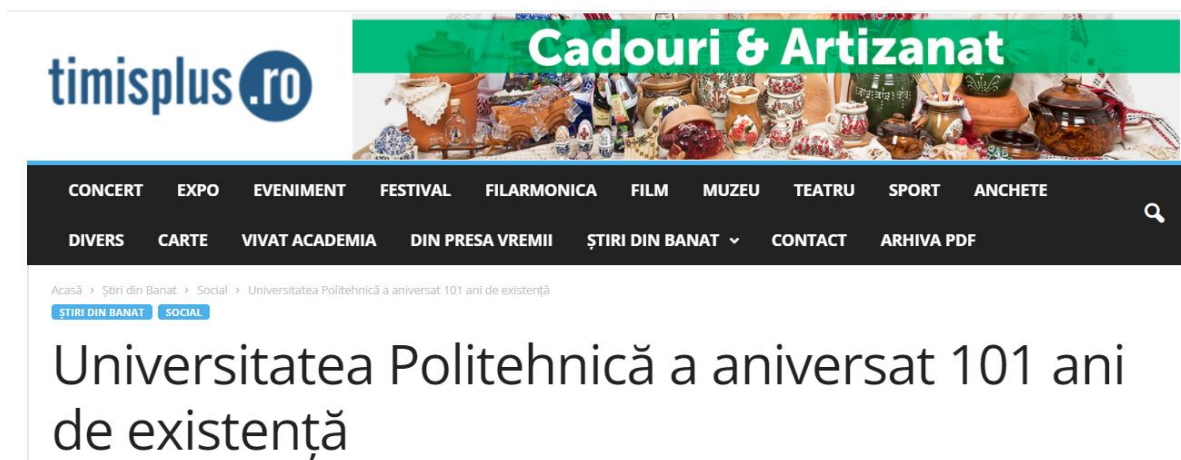 timisplus.ro
Cadouri & Artizanat
CONCERT EXPO EVENIMENT FESTIVAL FILARMONICA FILM MUZEU TEATRU SPORT ANCHETE
DIVERS CARTE VIVAT ACADEMIA DIN PRESA VREMII ȘTIRI DIN BANAT CONTACT ARHIVA PDF
Acasă › Știri din Banat › Social › Universitatea Politehnică a aniversat 101 ani de existență
ȘTIRI DIN BANAT SOCIAL
Universitatea Politehnică a aniversat 101 ani
de existență